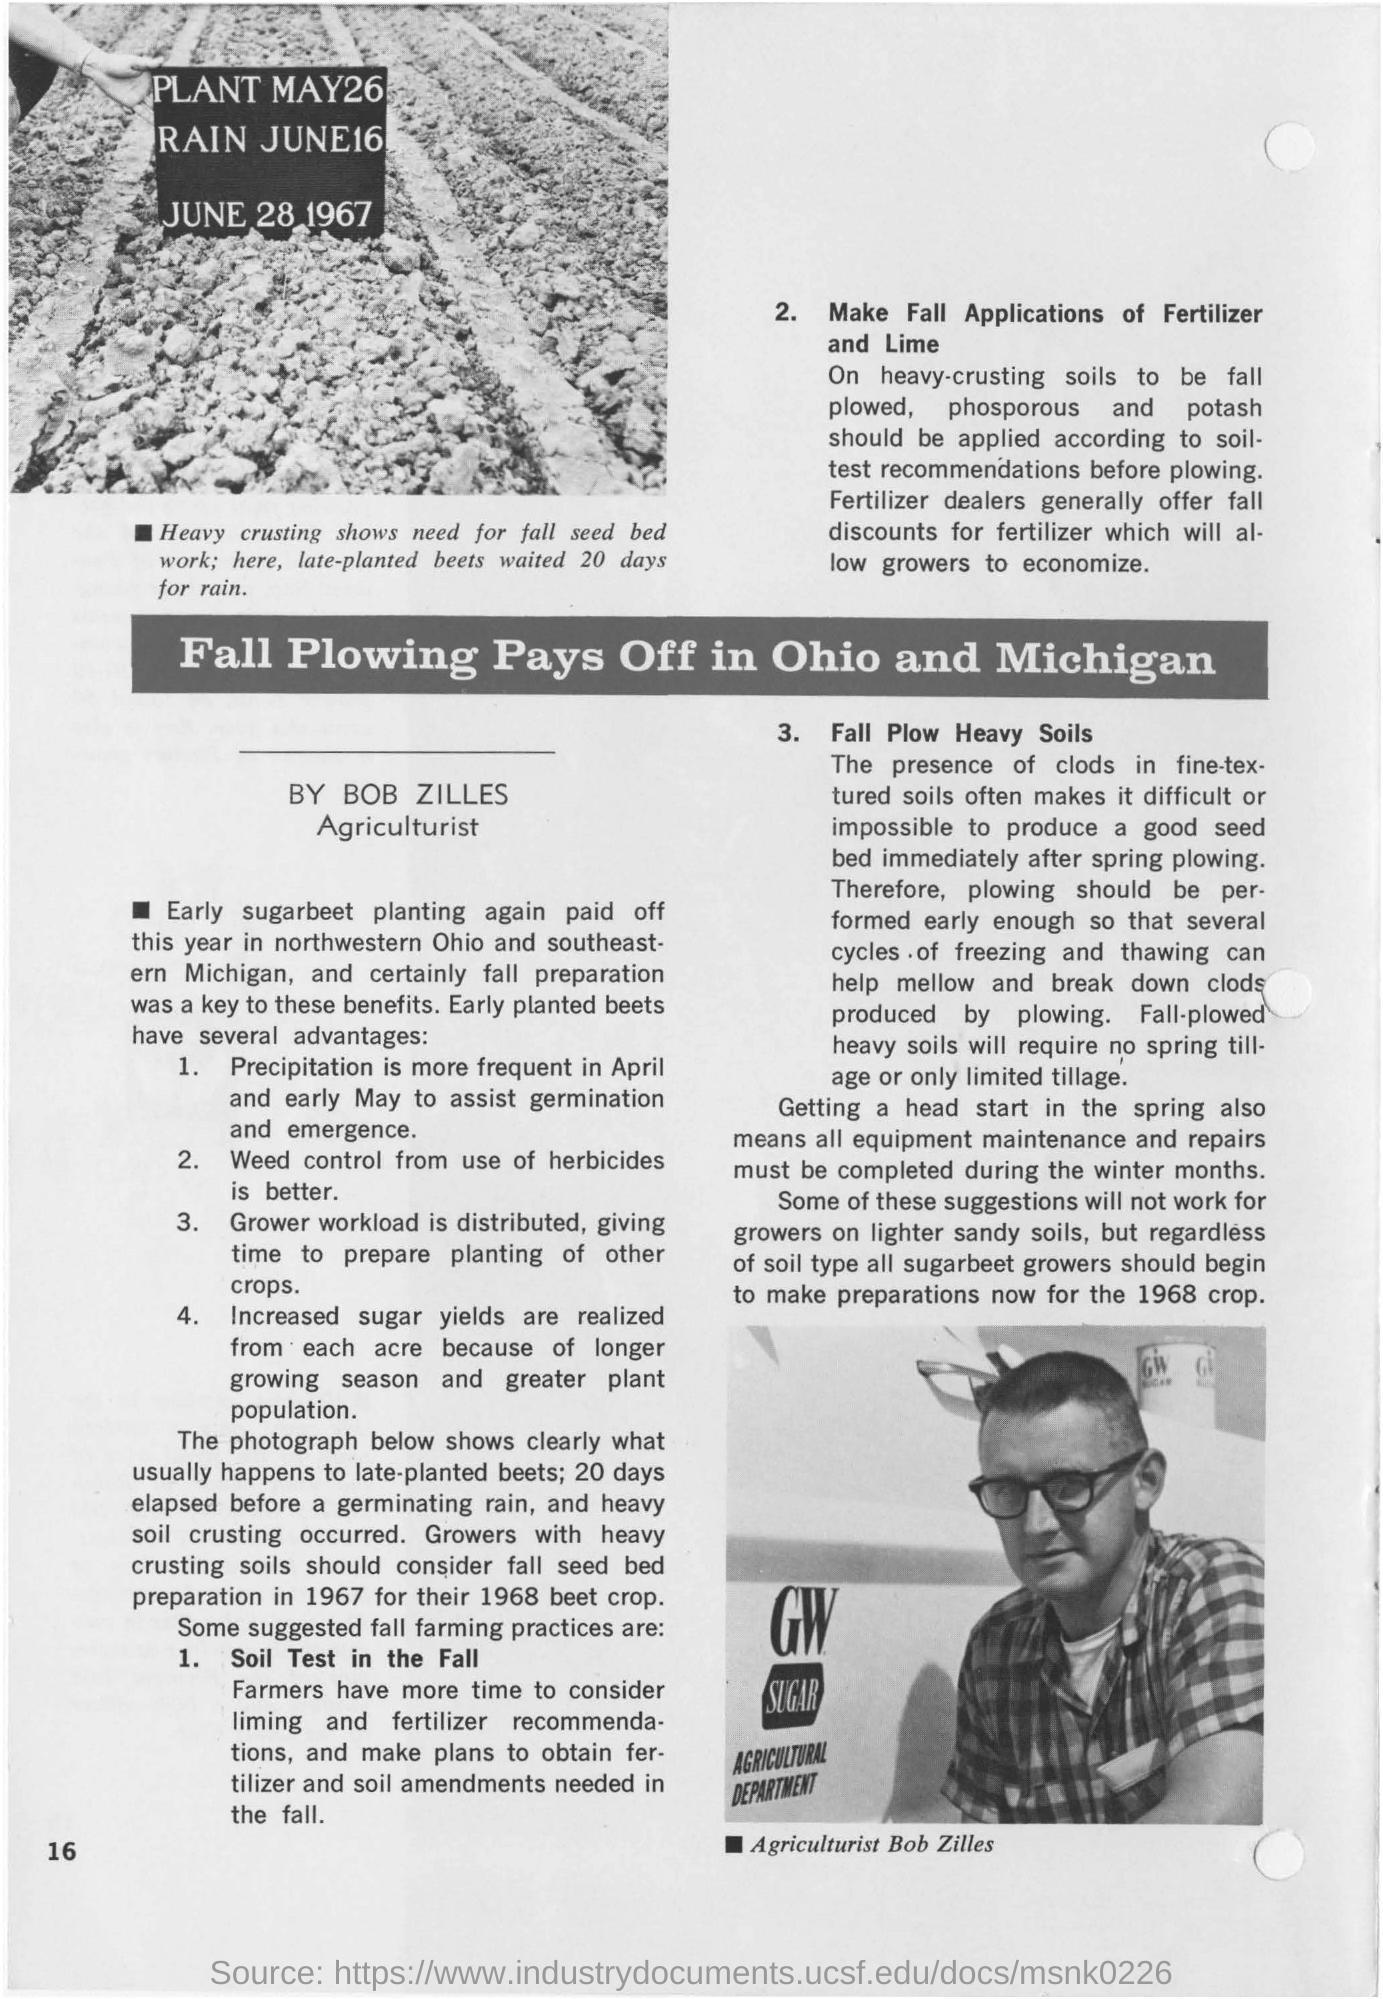 PLANT MAY26
RAIN JUNE16
JUNE 28 1967
■ Heavy crusting shows need for fall seed bed
work; here, late-planted beets waited 20 days
for rain.
Fall Plowing Pays Off in Ohio and Michigan
BY BOB ZILLES
Agriculturist
■ Early sugarbeet planting again paid off
this year in northwestern Ohio and southeast-
ern Michigan, and certainly fall preparation
was a key to these benefits. Early planted beets
have several advantages:
1. Precipitation is more frequent in April
and early May to assist germination
and emergence.
2. Weed control from use of herbicides
is better.
3. Grower workload is distributed, giving
time to prepare planting of other
crops.
4. Increased sugar yields are realized
from each acre because of longer
growing season and greater plant
population.
The photograph below shows clearly what
usually happens to late-planted beets; 20 days
elapsed before a germinating rain, and heavy
soil crusting occurred. Growers with heavy
crusting soils should consider fall seed bed
preparation in 1967 for their 1968 beet crop.
Some suggested fall farming practices are:
1. Soil Test in the Fall
Farmers have more time to consider
liming and fertilizer recommenda-
tions, and make plans to obtain fer-
tilizer and soil amendments needed in
the fall.
2. Make Fall Applications of Fertilizer
and Lime
On heavy-crusting soils to be fall
plowed, phosporous and potash
should be applied according to soil-
test recommendations before plowing.
Fertilizer dealers generally offer fall
discounts for fertilizer which will al-
low growers to economize.
3. Fall Plow Heavy Soils
The presence of clods in fine-tex-
tured soils often makes it difficult or
impossible to produce a good seed
bed immediately after spring plowing.
Therefore, plowing should be per-
formed early enough so that several
cycles of freezing and thawing can
help mellow and break down clods
produced by plowing. Fall-plowed
heavy soils will require no spring till-
age or only limited tillage.
Getting a head start in the spring also
means all equipment maintenance and repairs
must be completed during the winter months.
Some of these suggestions will not work for
growers on lighter sandy soils, but regardless
of soil type all sugarbeet growers should begin
to make preparations now for the 1968 crop.
GW
SUGAR
GW
SUGAR
AGRICULTURAL
DEPARTMENT
■ Agriculturist Bob Zilles
16
Source: https://www.industrydocuments.ucsf.edu/docs/msnk0226